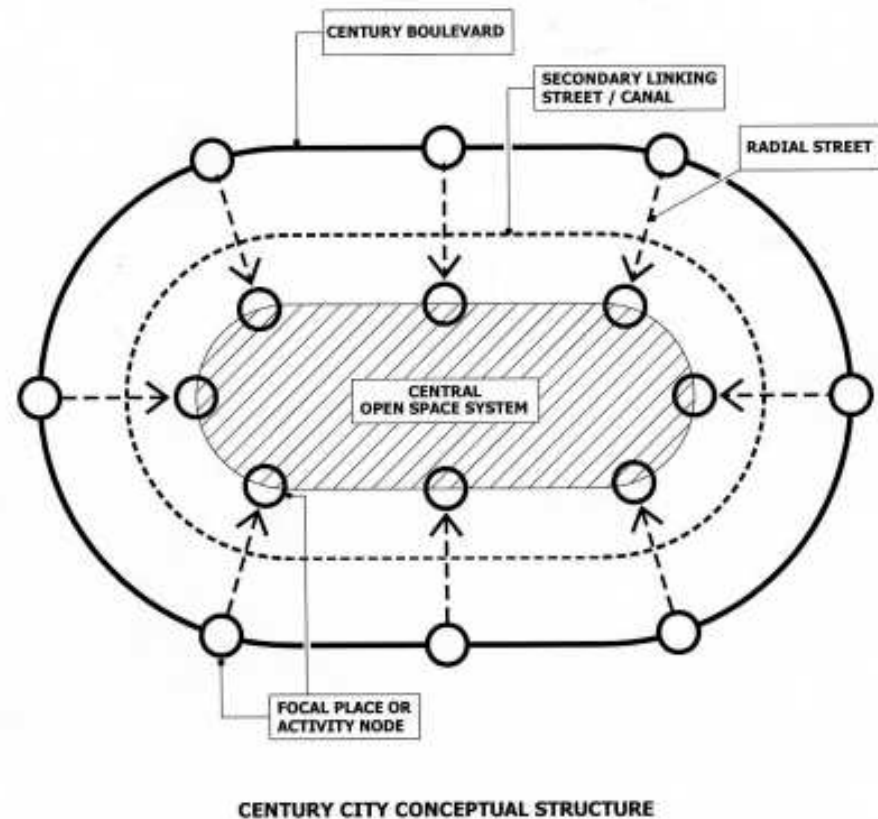 CENTURY BOULEVARD
SECONDARY LINKING
STREET / CANAL
RADIAL STREET
CENTRAL
OPEN SPACE SYSTEM
FOCAL PLACE OR
ACTIVITY NODE
CENTURY CITY CONCEPTUAL STRUCTURE